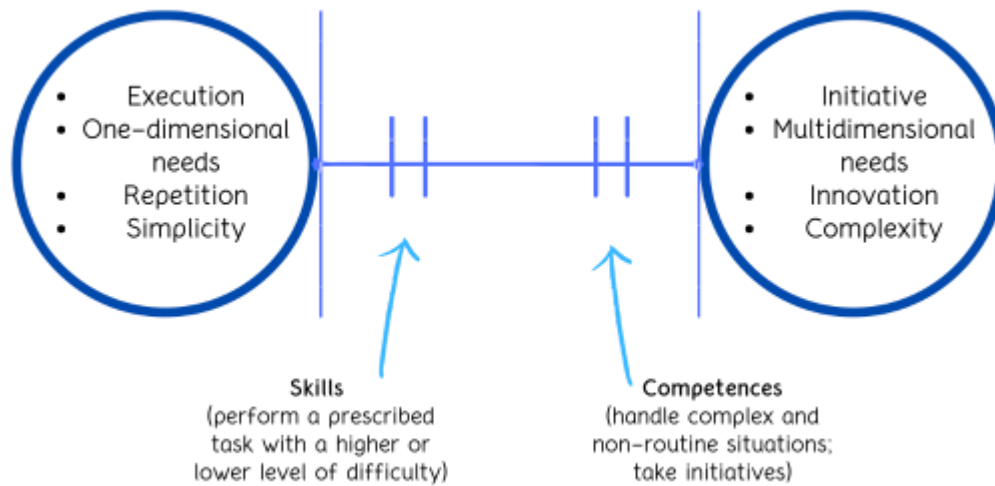 • Execution
• One-dimensional
needs
• Repetition
• Simplicity
• Initiative
• Multidimensional
needs
• Innovation
• Complexity
Skills
(perform a prescribed
task with a higher or
lower level of difficulty)
Competences
(handle complex and
non-routine situations;
take initiatives)